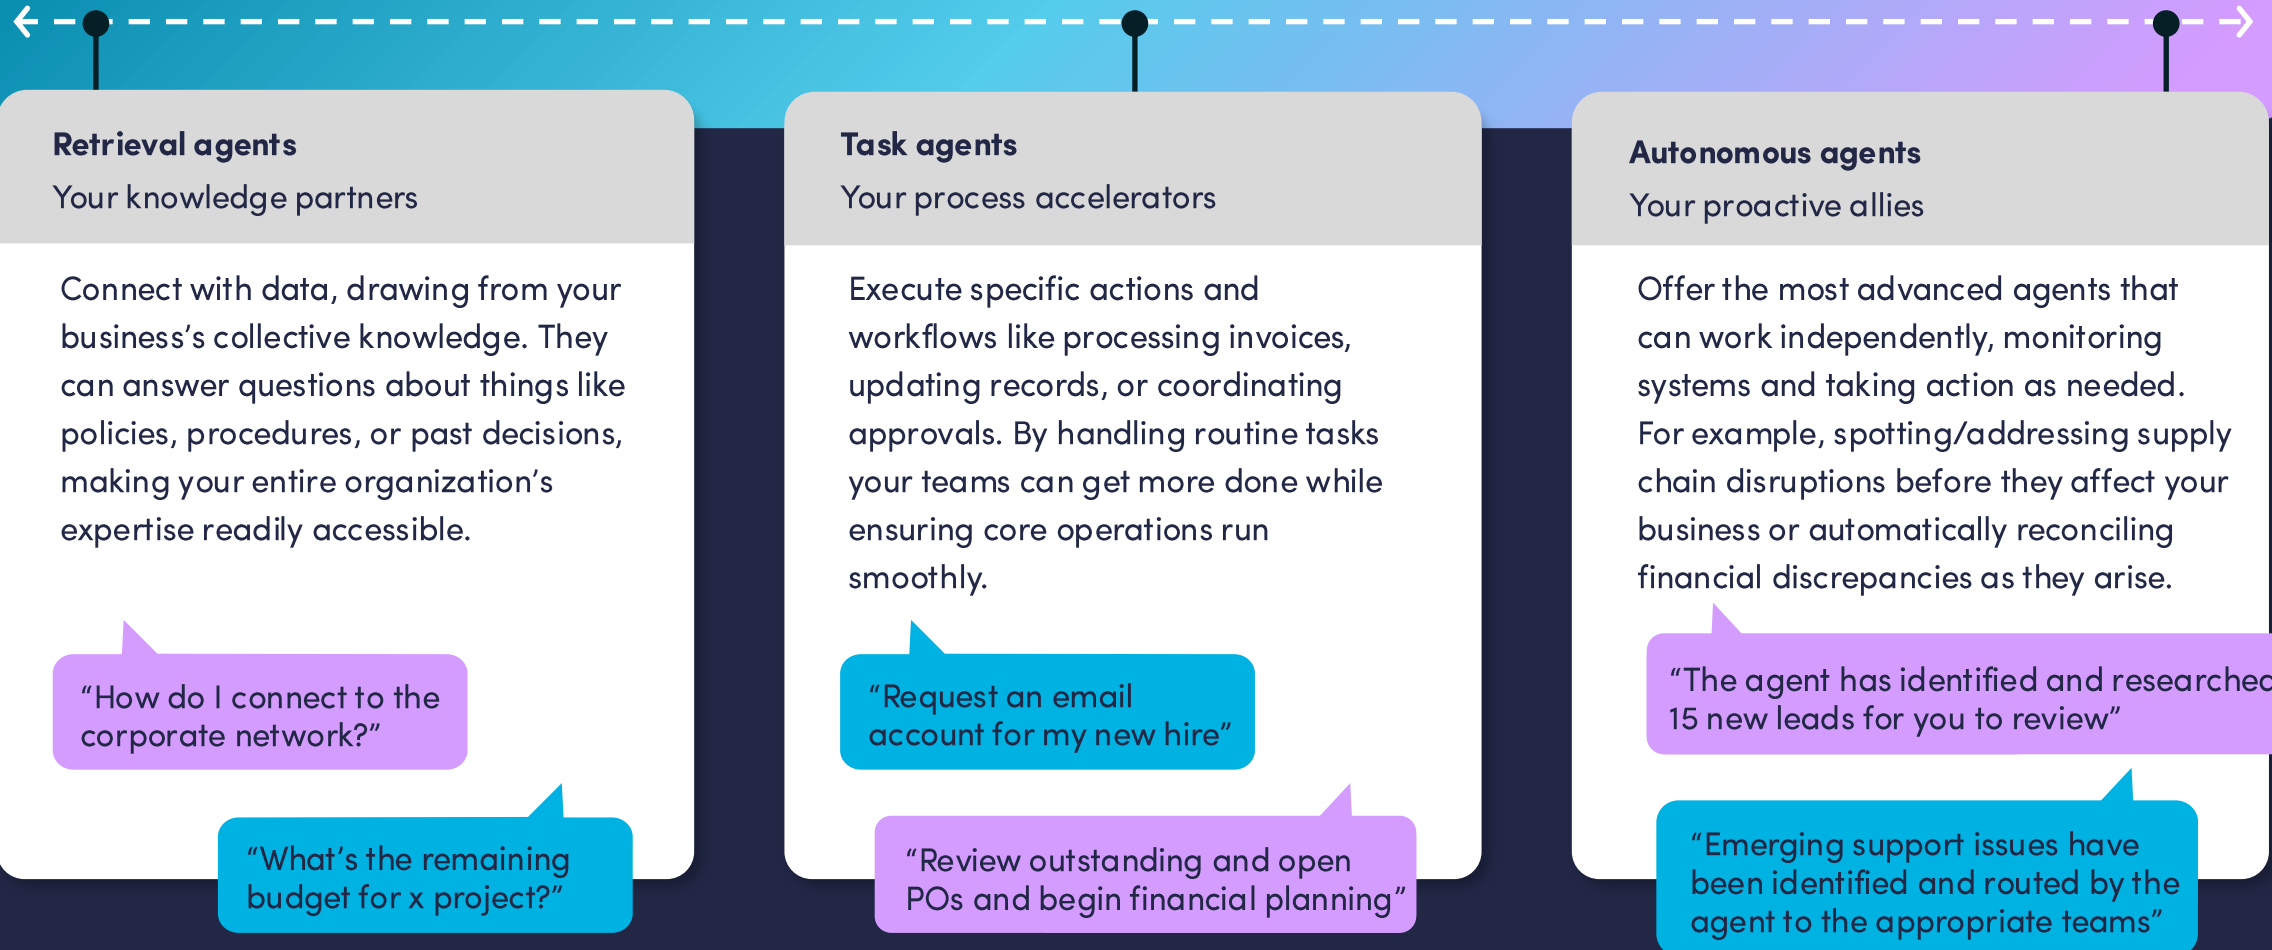 Retrieval agents
Your knowledge partners
Connect with data, drawing from your
business’s collective knowledge. They
can answer questions about things like
policies, procedures, or past decisions,
making your entire organization’s
expertise readily accessible.
“How do I connect to the
corporate network?”
“What’s the remaining
budget for x project?”
Task agents
Your process accelerators
Execute specific actions and
workflows like processing invoices,
updating records, or coordinating
approvals. By handling routine tasks
your teams can get more done while
ensuring core operations run
smoothly.
“Request an email
account for my new hire”
“Review outstanding and open
POs and begin financial planning”
Autonomous agents
Your proactive allies
Offer the most advanced agents that
can work independently, monitoring
systems and taking action as needed.
For example, spotting/addressing supply
chain disruptions before they affect your
business or automatically reconciling
financial discrepancies as they arise.
“The agent has identified and researched
15 new leads for you to review”
“Emerging support issues have
been identified and routed by the
agent to the appropriate teams”